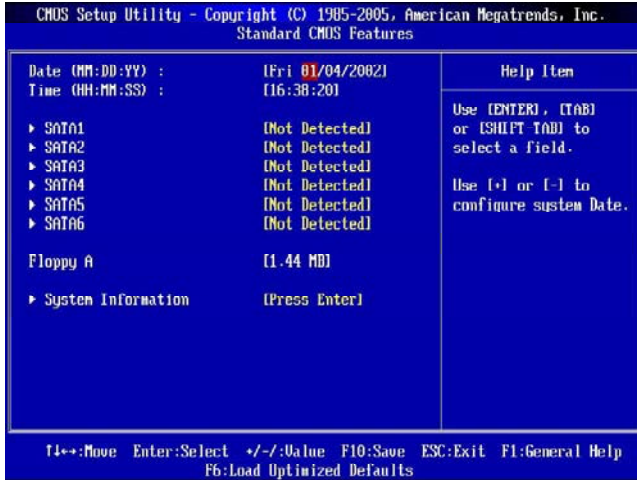 CMOS Setup Utility - Copyright (C) 1985-2005, American Megatrends, Inc.
Standard CMOS Features
Date (MM:DD:YY) : [Fri 01/04/2002]
Time (HH:MM:SS) : [16:38:20]
▶ SATA1 [Not Detected]
▶ SATA2 [Not Detected]
▶ SATA3 [Not Detected]
▶ SATA4 [Not Detected]
▶ SATA5 [Not Detected]
▶ SATA6 [Not Detected]
Floppy A [1.44 MB]
▶ System Information [Press Enter]
Help Item
Use [ENTER], [TAB]
or [SHIFT-TAB] to
select a field.
Use [+] or [-] to
configure system Date.
↑↓←→:Move Enter:Select +/-/:Value F10:Save ESC:Exit F1:General Help
F6:Load Optimized Defaults